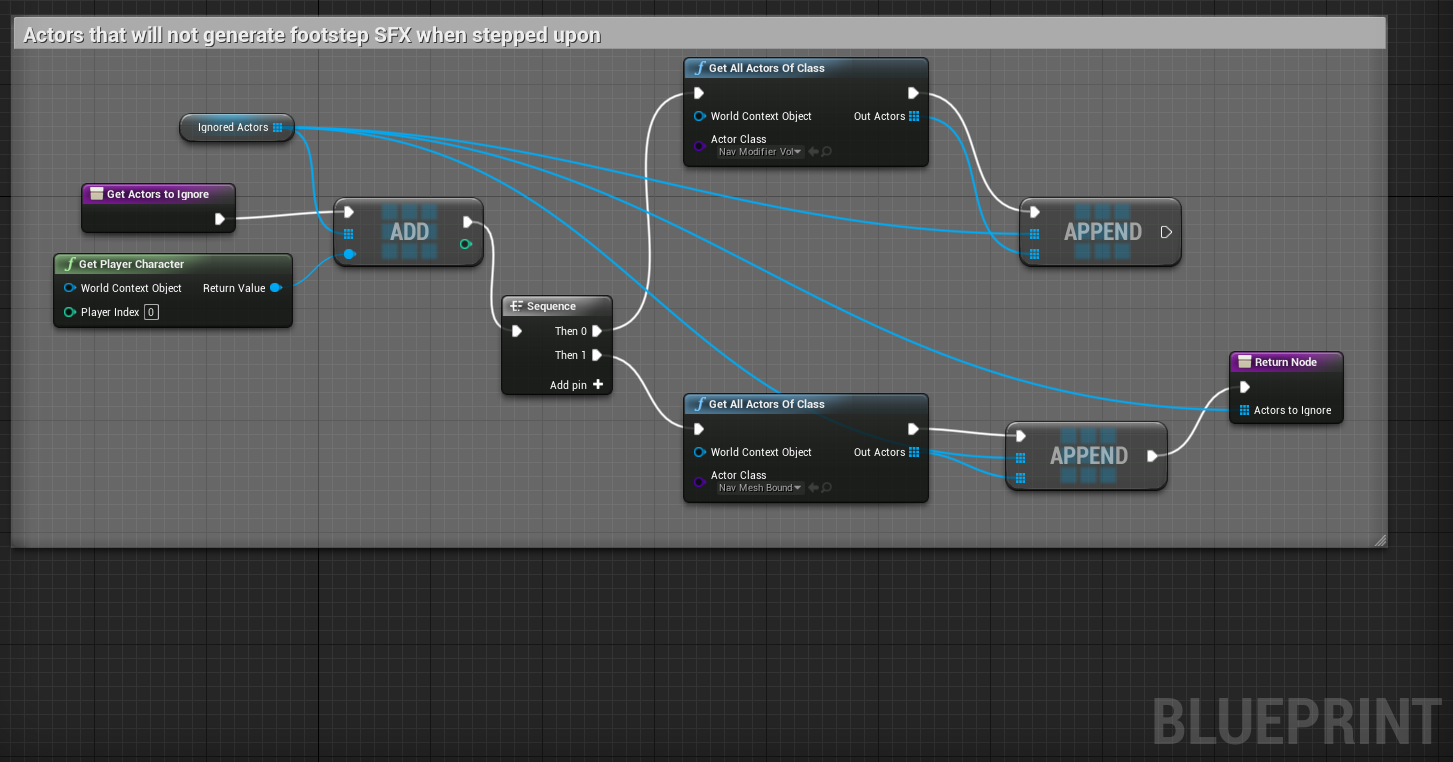 Actors that will not generate footstep SFX when stepped upon
Ignored Actors
Get Actors to Ignore
Get Player Character
World Context Object
Return Value
Player Index 0
ADD
Sequence
Then 0
Then 1
Add pin
Get All Actors Of Class
World Context Object
Out Actors
Actor Class
Nav Modifier Vol
APPEND
Get All Actors Of Class
World Context Object
Out Actors
Actor Class
Nav Mesh Bound
APPEND
Return Node
Actors to Ignore
BLUEPRINT